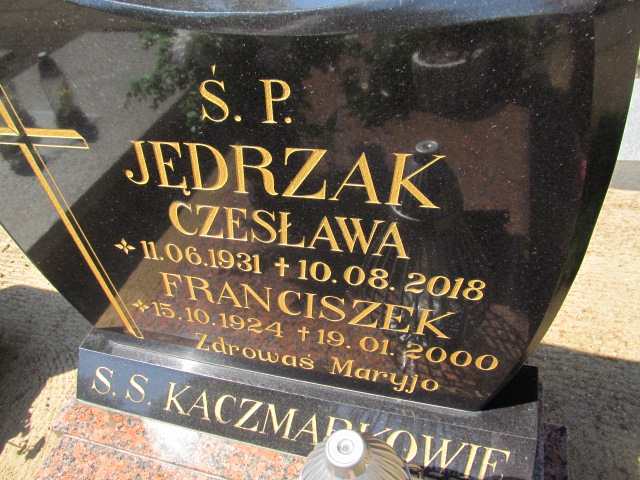 Ś. P.
JĘDRZAK
CZESŁAWA
* 11.06.1931 † 10.08.2018
FRANCISZEK
* 15.10.1924 † 19.01.2000
Zdrowaś Maryjo
S. S. KACZMARKOWIE